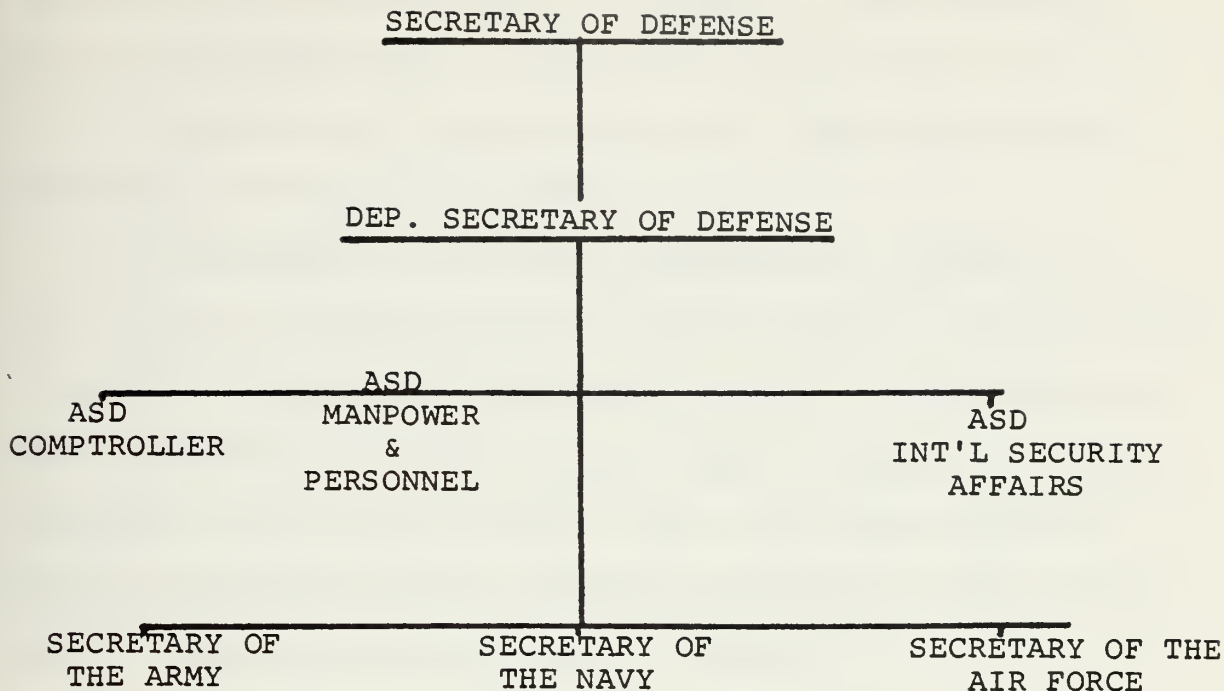 SECRETARY OF DEFENSE
DEP. SECRETARY OF DEFENSE
ASD
COMPTROLLER
ASD
MANPOWER
&
PERSONNEL
ASD
INT'L SECURITY
AFFAIRS
SECRETARY OF
THE ARMY
SECRETARY OF
THE NAVY
SECRETARY OF THE
AIR FORCE